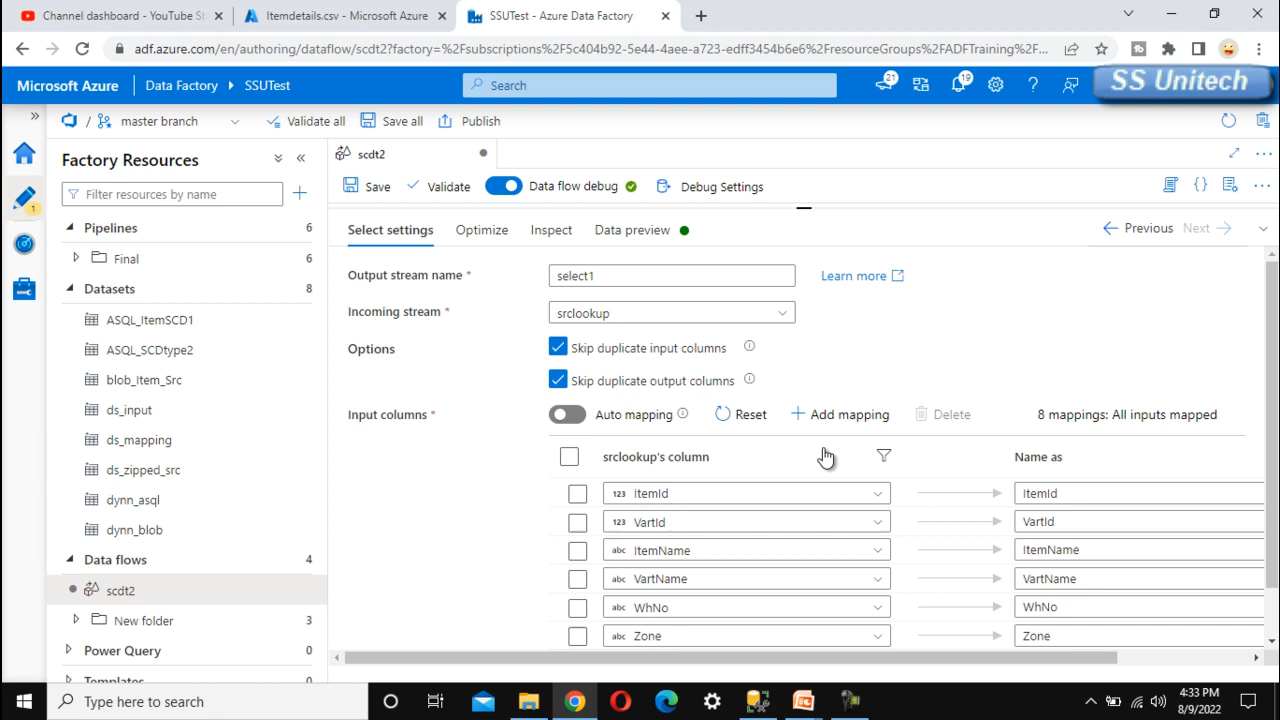 Channel dashboard - YouTube St
Itemdetails.csv - Microsoft Azure
SSUTest - Azure Data Factory
adf.azure.com/en/authoring/dataflow/scdt2?factory=%2Fsubscriptions%2F5c404b92-5e44-4aee-a723-edff3454b6e6%2FresourceGroups%2FADFTraining%2F...
Microsoft Azure
Data Factory
SSUTest
Search
21
19
SS Unitech
/
master branch
Validate all
Save all
Publish
Factory Resources
Filter resources by name
Pipelines 6
Final 6
Datasets 8
ASQL_ItemSCD1
ASQL_SCDtype2
blob_Item_Src
ds_input
ds_mapping
ds_zipped_src
dynn_asql
dynn_blob
Data flows 4
scdt2
New folder 3
Power Query 0
Templates
1
scdt2
Save
Validate
Data flow debug
Debug Settings
Select settings
Optimize
Inspect
Data preview
Previous
Next
Output stream name *
select1
Learn more
Incoming stream *
srclookup
Options
Skip duplicate input columns
Skip duplicate output columns
Input columns *
Auto mapping
Reset
Add mapping
Delete
8 mappings: All inputs mapped
srclookup's column
Name as
123 ItemId
ItemId
123 VartId
VartId
abc ItemName
ItemName
abc VartName
VartName
abc WhNo
WhNo
abc Zone
Zone
Type here to search
4:33 PM
8/9/2022